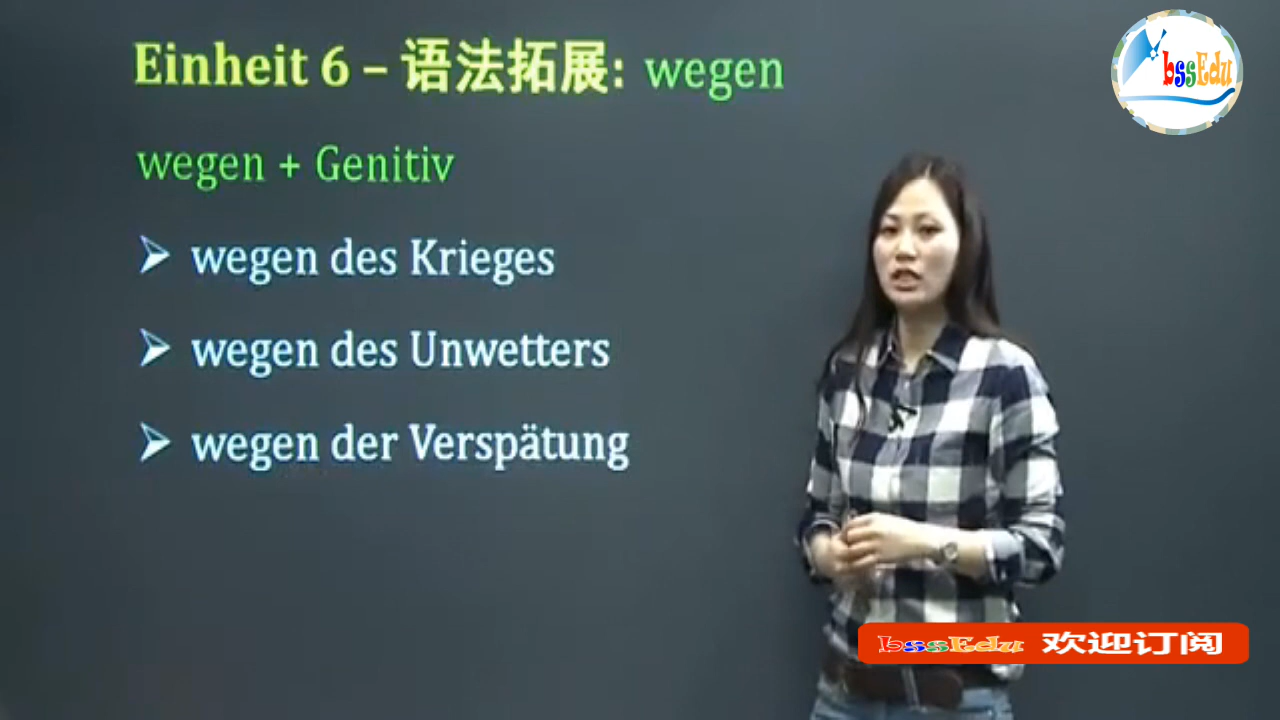 Einheit 6 – 语法拓展: wegen
wegen + Genitiv
➢ wegen des Krieges
➢ wegen des Unwetters
➢ wegen der Verspätung
bssEdu
bssEdu 欢迎订阅